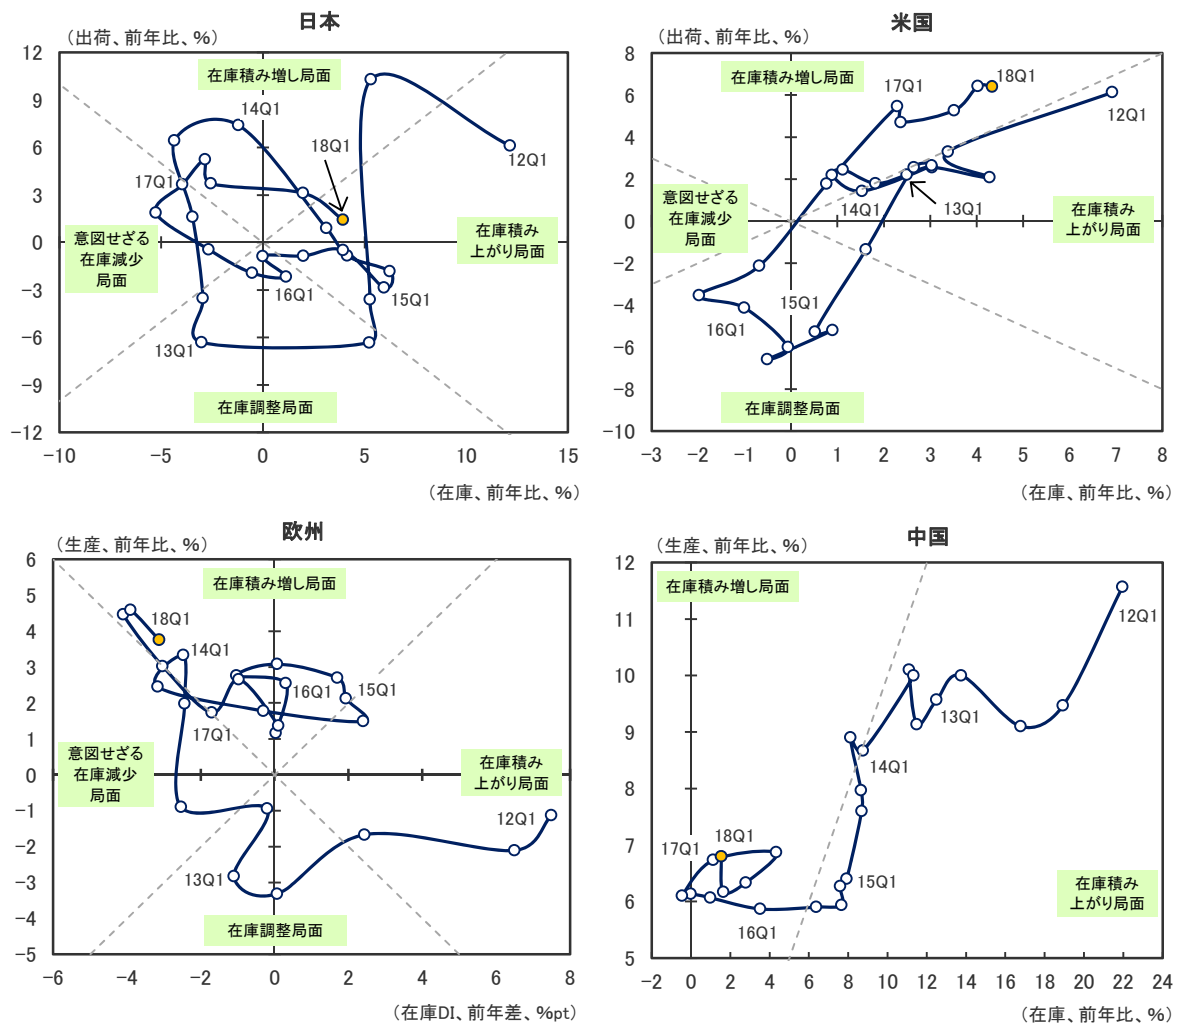 日本
（出荷、前年比、%）
12
9
6
3
0
−3
−6
−9
−12
−10
−5
0
5
10
15
（在庫、前年比、%）
在庫積み増し局面
意図せざる
在庫減少
局面
在庫積み
上がり局面
在庫調整局面
12Q1
13Q1
14Q1
15Q1
16Q1
17Q1
18Q1
米国
（出荷、前年比、%）
8
6
4
2
0
−2
−4
−6
−8
−10
−3
−2
−1
0
1
2
3
4
5
6
7
8
（在庫、前年比、%）
在庫積み増し局面
意図せざる
在庫減少
局面
在庫積み
上がり局面
在庫調整局面
12Q1
13Q1
14Q1
15Q1
16Q1
17Q1
18Q1
欧州
（生産、前年比、%）
6
5
4
3
2
1
0
−1
−2
−3
−4
−5
−6
−4
−2
0
2
4
6
8
（在庫DI、前年差、%pt）
在庫積み増し局面
意図せざる
在庫減少
局面
在庫積み
上がり局面
在庫調整局面
12Q1
13Q1
14Q1
15Q1
16Q1
17Q1
18Q1
中国
（生産、前年比、%）
12
11
10
9
8
7
6
5
−2
0
2
4
6
8
10
12
14
16
18
20
22
24
（在庫、前年比、%）
在庫積み増し局面
在庫積み
上がり局面
12Q1
13Q1
14Q1
15Q1
16Q1
17Q1
18Q1